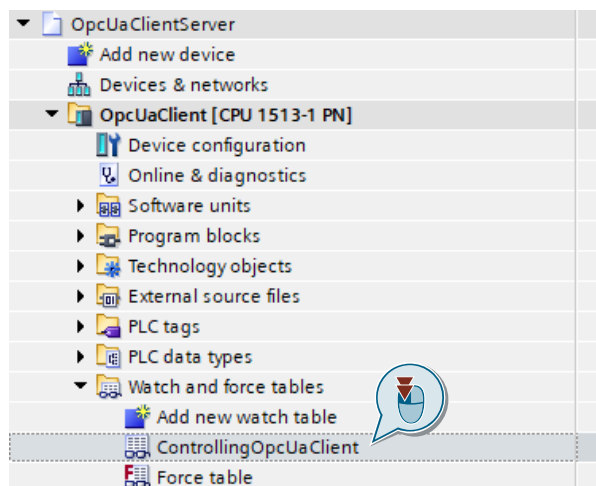 OpcUaClientServer
Add new device
Devices & networks
OpcUaClient [CPU 1513-1 PN]
Device configuration
Online & diagnostics
Software units
Program blocks
Technology objects
External source files
PLC tags
PLC data types
Watch and force tables
Add new watch table
ControllingOpcUaClient
Force table